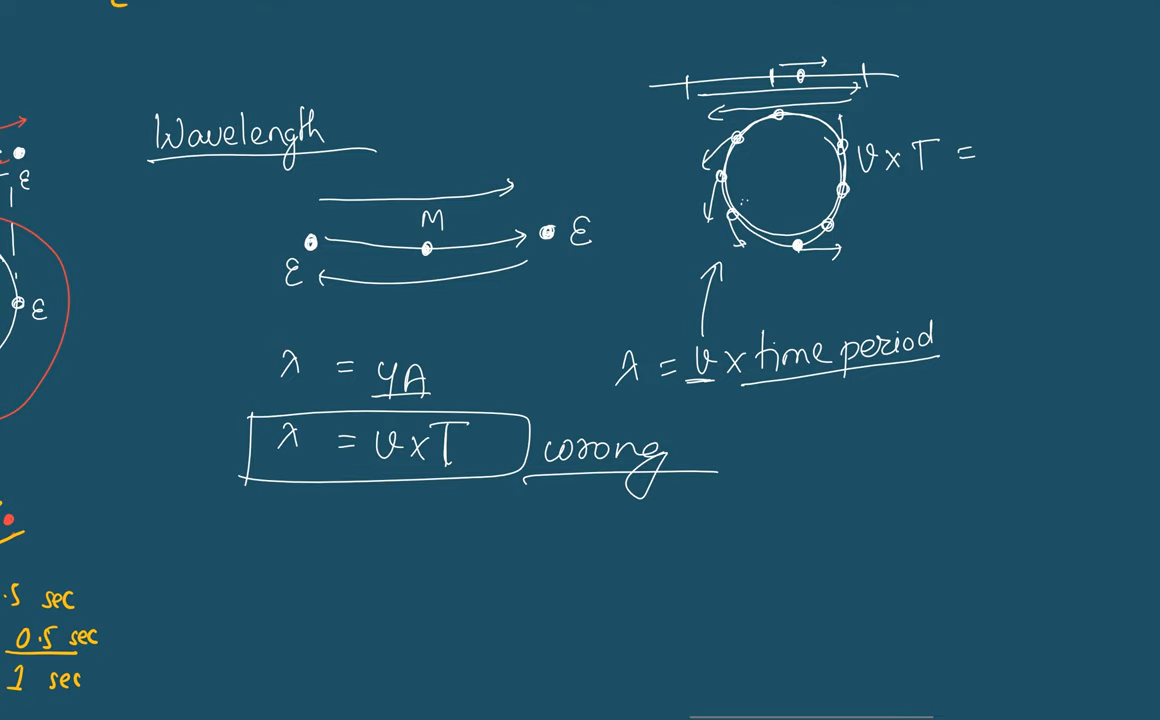 Wavelength
M
ε
ε
ε
ε
v x T =
λ = 4A
λ = v x time period
λ = v x T wrong
.5 sec
0.5 sec
1 sec